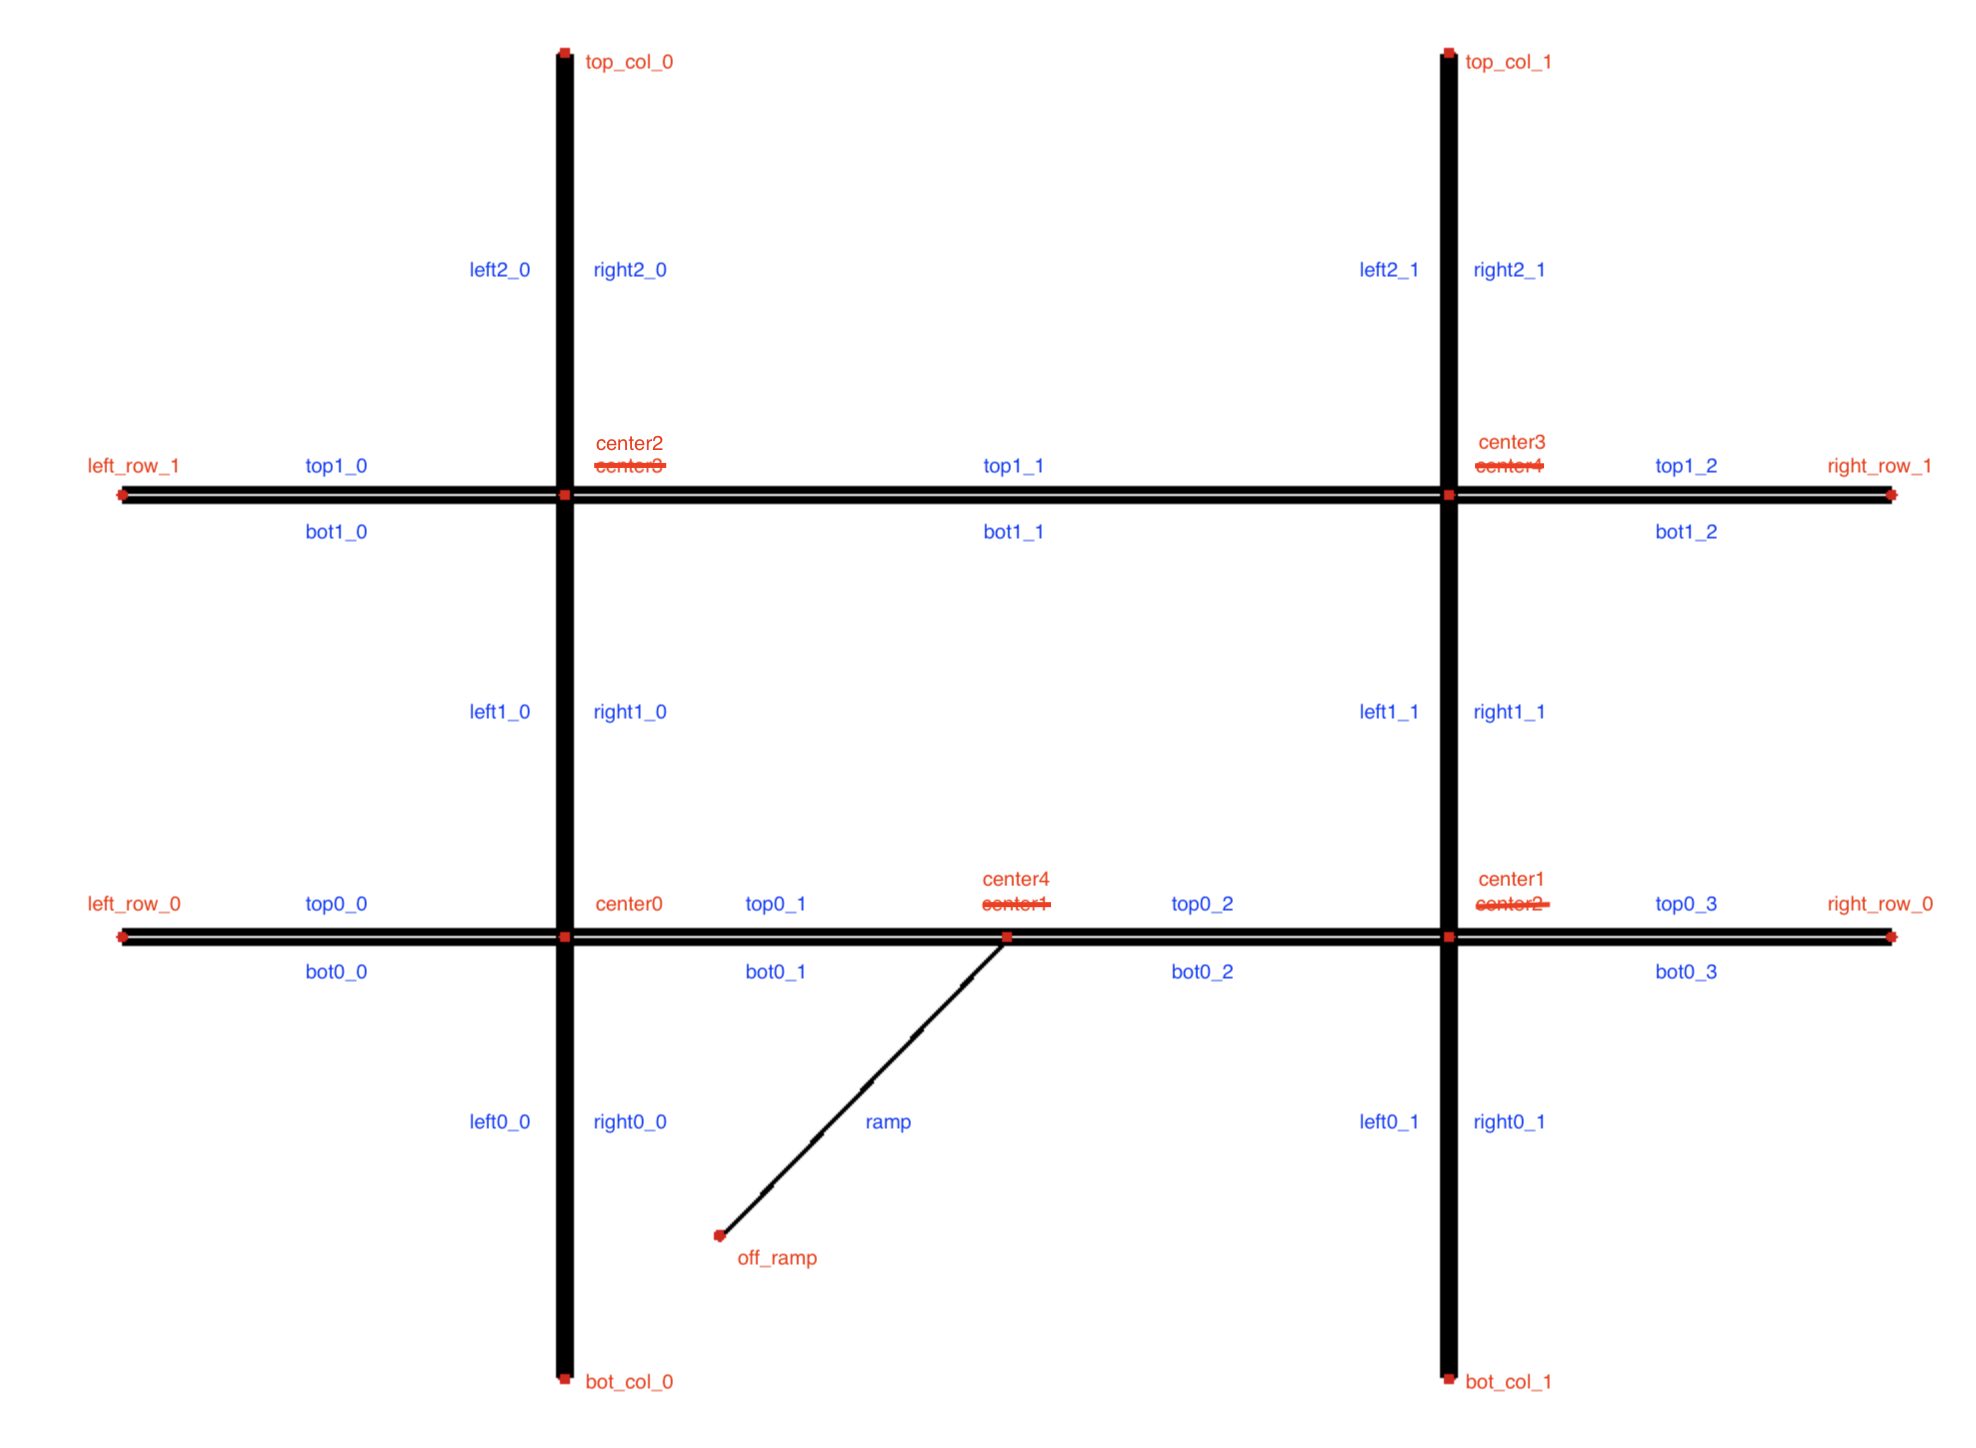 top_col_0
top_col_1
left2_0
right2_0
left2_1
right2_1
center2
center3
left_row_1
top1_0
center3
top1_1
center4
top1_2
right_row_1
bot1_0
bot1_1
bot1_2
left1_0
right1_0
left1_1
right1_1
center4
center1
left_row_0
top0_0
center0
top0_1
center1
top0_2
center2
top0_3
right_row_0
bot0_0
bot0_1
bot0_2
bot0_3
left0_0
right0_0
ramp
left0_1
right0_1
off_ramp
bot_col_0
bot_col_1